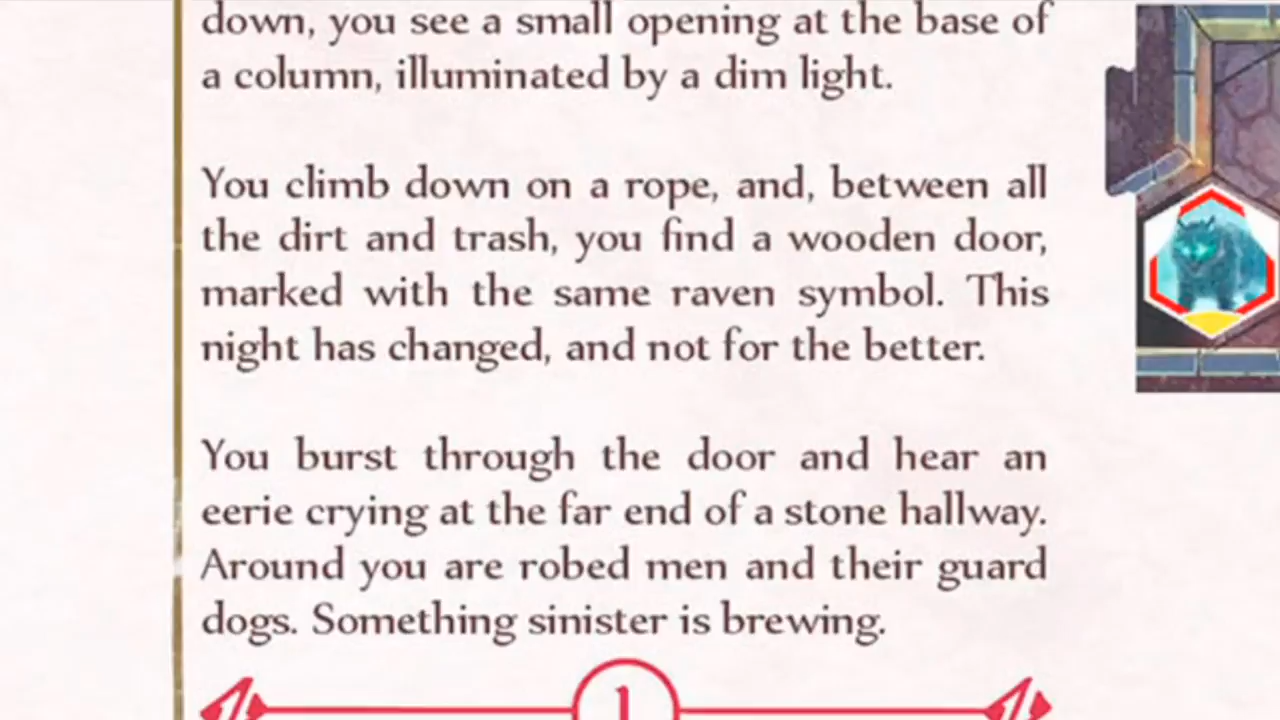 down, you see a small opening at the base of
a column, illuminated by a dim light.
You climb down on a rope, and, between all
the dirt and trash, you find a wooden door,
marked with the same raven symbol. This
night has changed, and not for the better.
You burst through the door and hear an
eerie crying at the far end of a stone hallway.
Around you are robed men and their guard
dogs. Something sinister is brewing.
1